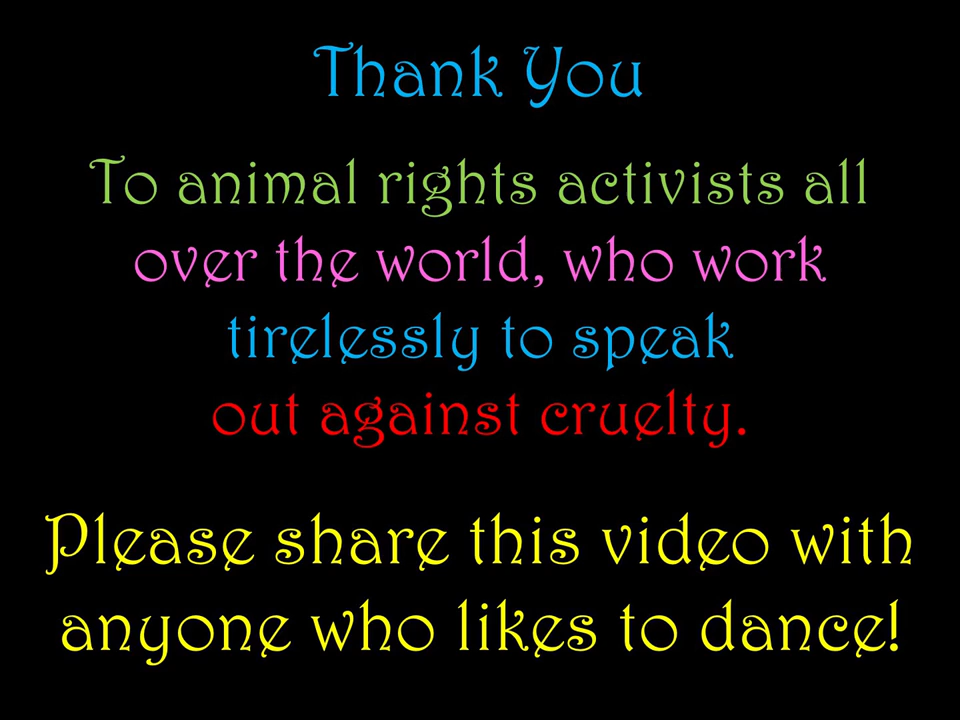 Thank You
To animal rights activists all
over the world, who work
tirelessly to speak
out against cruelty.
Please share this video with
anyone who likes to dance!